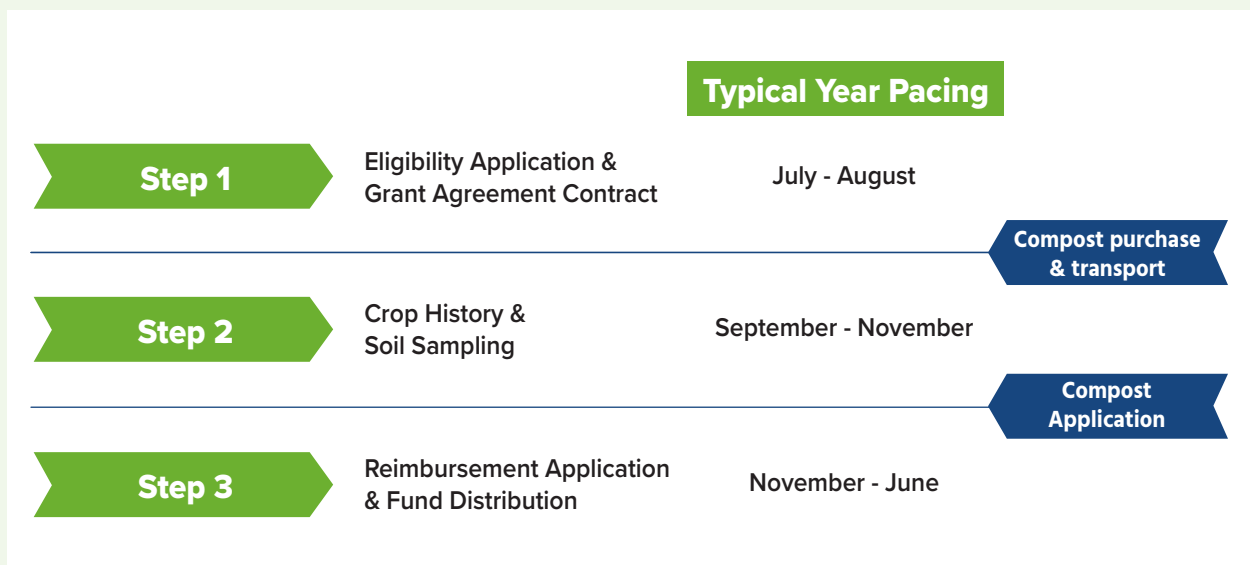 Typical Year Pacing
Step 1
Eligibility Application &
Grant Agreement Contract
July - August
Compost purchase
& transport
Step 2
Crop History &
Soil Sampling
September - November
Compost
Application
Step 3
Reimbursement Application
& Fund Distribution
November - June